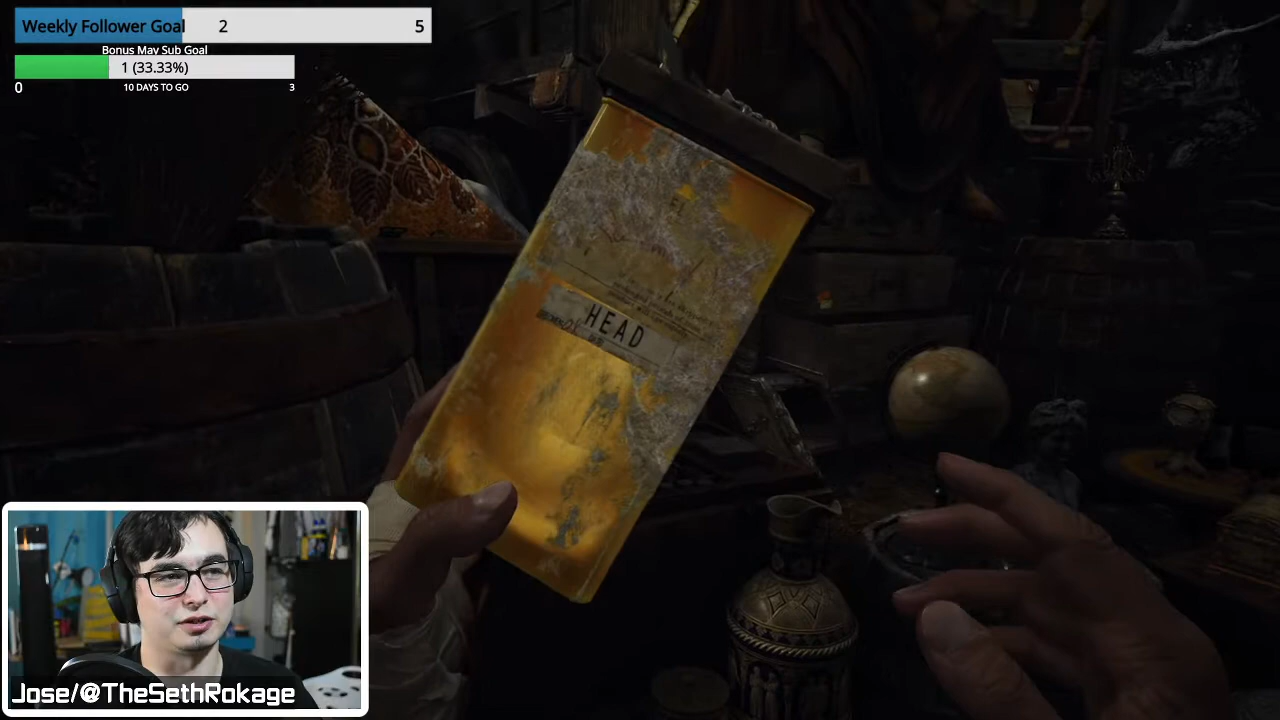 Weekly Follower Goal 2 5
Bonus May Sub Goal
1 (33.33%)
0 10 DAYS TO GO 3
HEAD
Jose/@TheSethRokage